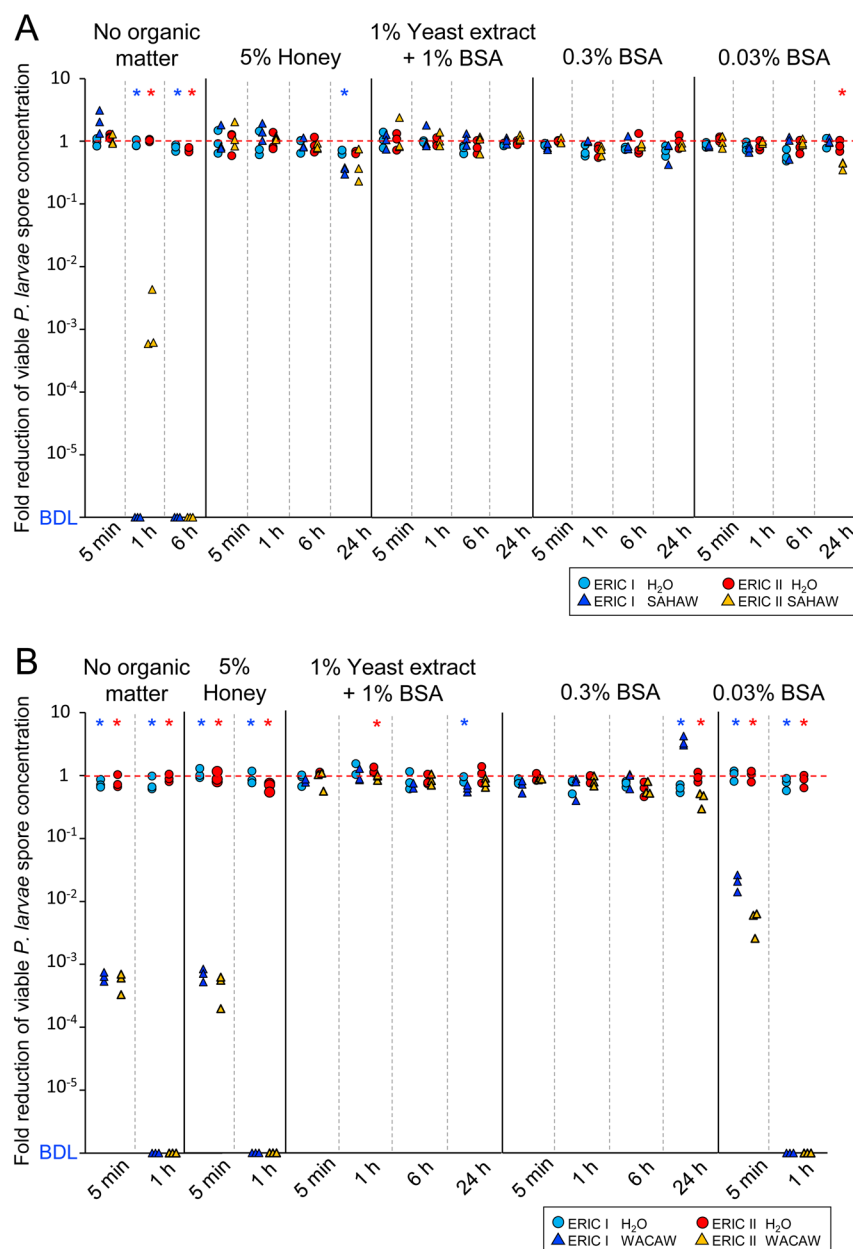 A
No organic
matter
5% Honey
1% Yeast extract
+ 1% BSA
0.3% BSA
0.03% BSA
Fold reduction of viable P. larvae spore concentration
10
1
10-1
10-2
10-3
10-4
10-5
BDL
* * * * * *
5 min 1 h 6 h 5 min 1 h 6 h 24 h 5 min 1 h 6 h 24 h 5 min 1 h 6 h 24 h 5 min 1 h 6 h 24 h
ERIC I H2O ERIC II H2O
ERIC I SAHAW ERIC II SAHAW
B
No organic
matter
5%
Honey
1% Yeast extract
+ 1% BSA
0.3% BSA
0.03% BSA
Fold reduction of viable P. larvae spore concentration
10
1
10-1
10-2
10-3
10-4
10-5
BDL
* * * * * * * * * * * * * * * *
5 min 1 h 5 min 1 h 5 min 1 h 6 h 24 h 5 min 1 h 6 h 24 h 5 min 1 h
ERIC I H2O ERIC II H2O
ERIC I WACAW ERIC II WACAW